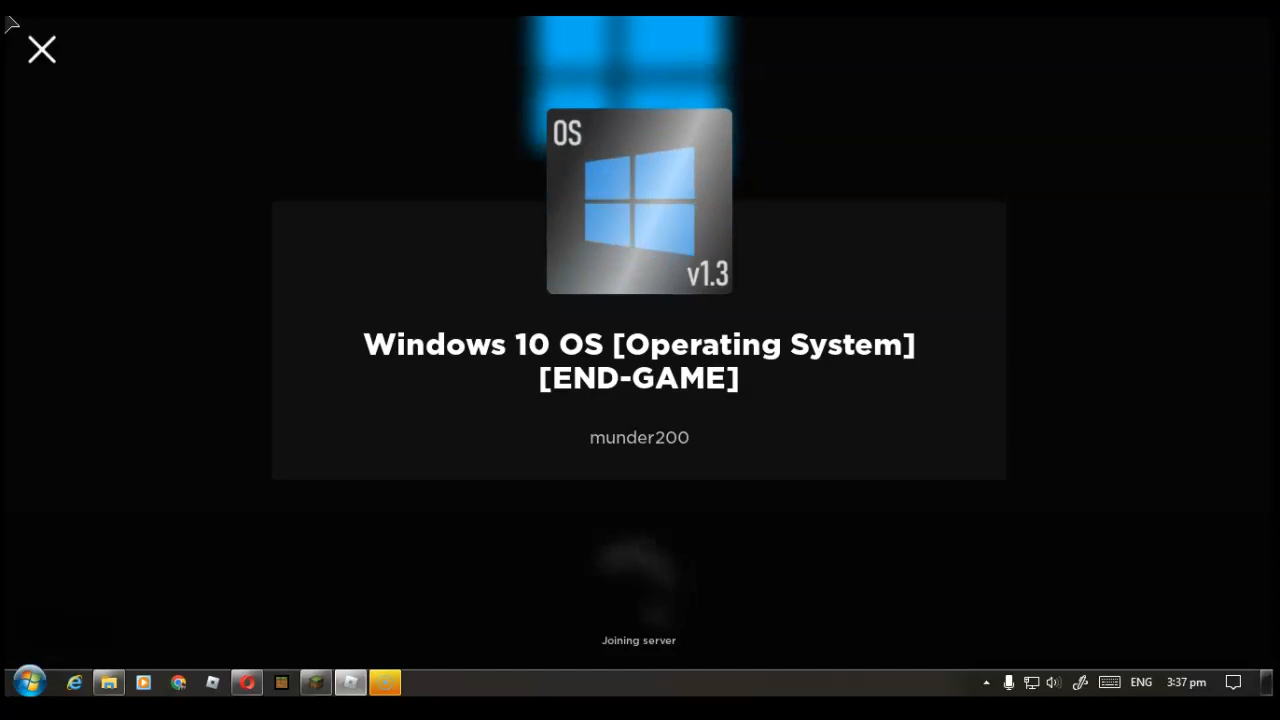 OS
v1.3
Windows 10 OS [Operating System]
[END-GAME]
munder200
Joining server
ENG
3:37 pm